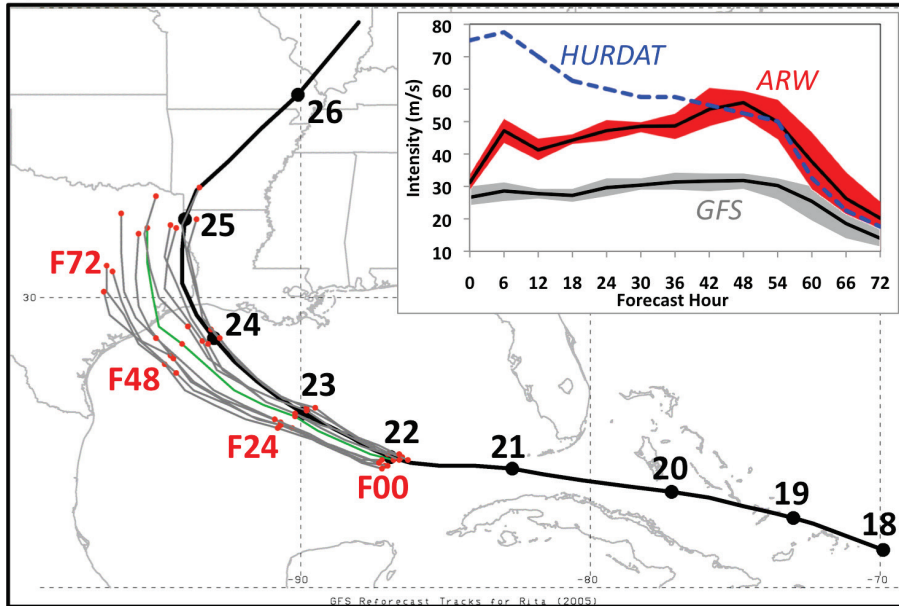 80
70
60
50
40
30
20
10
Intensity (m/s)
HURDAT
ARW
GFS
0 6 12 18 24 30 36 42 48 54 60 66 72
Forecast Hour
26
25
F72
30
24
F48
23
F24
22
F00
21
20
19
18
-90 -80 -70
GFS Reforecast Tracks for Rita (2005)